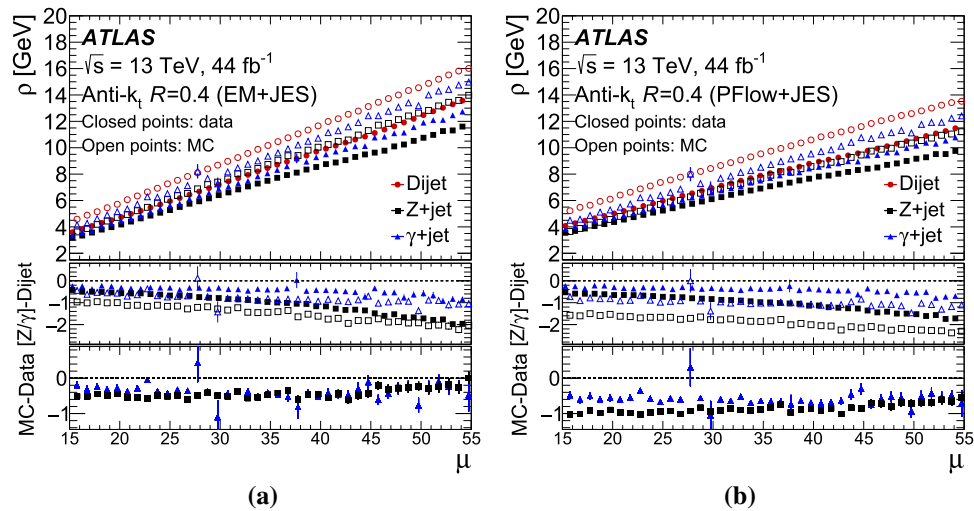 ATLAS
√s = 13 TeV, 44 fb⁻¹
Anti-kₜ R=0.4 (EM+JES)
Closed points: data
Open points: MC
Dijet
Z+jet
γ+jet
ρ [GeV]
20
18
16
14
12
10
8
6
4
2
[Z/γ]-Dijet
0
−1
−2
MC-Data
0
−1
15 20 25 30 35 40 45 50 55
μ
(a)
ATLAS
√s = 13 TeV, 44 fb⁻¹
Anti-kₜ R=0.4 (PFlow+JES)
Closed points: data
Open points: MC
Dijet
Z+jet
γ+jet
ρ [GeV]
20
18
16
14
12
10
8
6
4
2
[Z/γ]-Dijet
0
−1
−2
MC-Data
0
−1
15 20 25 30 35 40 45 50 55
μ
(b)